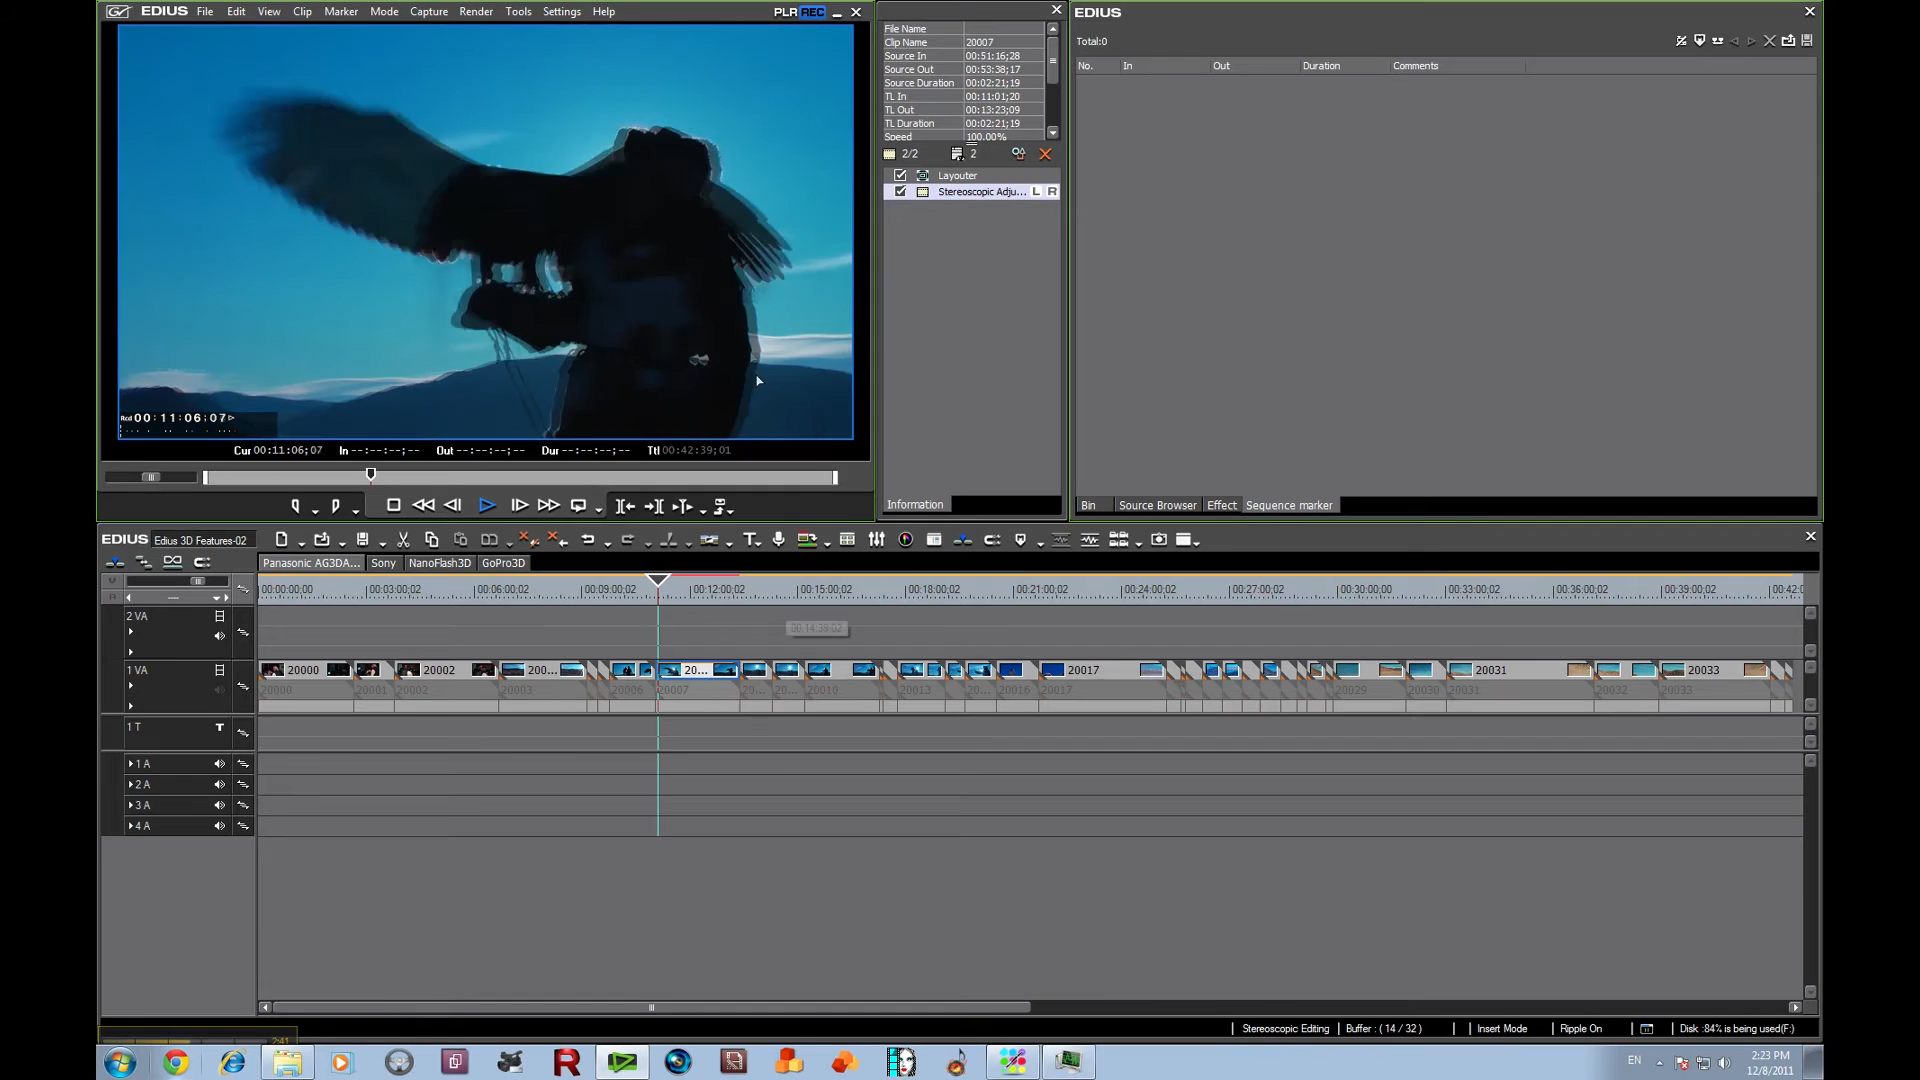 EDIUS File Edit View Clip Marker Mode Capture Render Tools Settings Help PLR REC
Rcd 00:11:06;07
Cur 00:11:06;07 In --:--:--;-- Out --:--:--;-- Dur --:--:--;-- Ttl 00:42:39;01
File Name
Clip Name 20007
Source In 00:51:16;28
Source Out 00:53:38;17
Source Duration 00:02:21;19
TL In 00:11:01;20
TL Out 00:13:23;09
TL Duration 00:02:21;19
Speed 100.00%
2/2 2
Layouter
Stereoscopic Adju... L R
Information
EDIUS
Total:0
No. In Out Duration Comments
Bin Source Browser Effect Sequence marker
EDIUS Edius 3D Features-02
Panasonic AG3DA... Sony NanoFlash3D GoPro3D
00:00:00;00 00:03:00;02 00:06:00;02 00:09:00;02 00:12:00;02 00:15:00;02 00:18:00;02 00:21:00;02 00:24:00;02 00:27:00;02 00:30:00;02 00:33:00;02 00:36:00;02 00:39:00;02 00:42:0
2 VA
00:14:39;02
1 VA 20000 20002 200... 20... 20017 20031 20033
20000 20001 20002 20003 20006 20007 20... 20... 20010 20013 20... 20016 20017 20029 20030 20031 20032 20033
1 T T
1 A
2 A
3 A
4 A
Stereoscopic Editing Buffer : ( 14 / 32 ) Insert Mode Ripple On Disk :84% is being used(F:)
2:41
EN 2:23 PM
12/8/2011